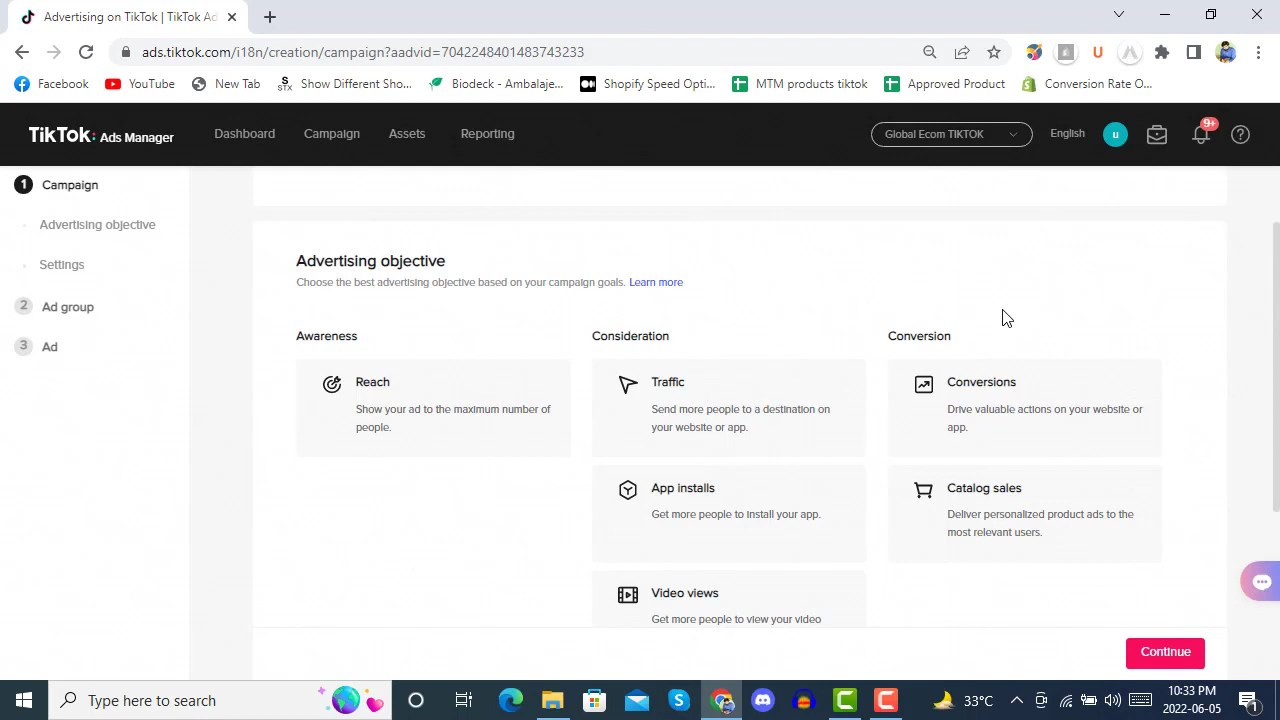 Advertising on TikTok | TikTok Ad
ads.tiktok.com/i18n/creation/campaign?aadvid=7042248401483743233
U
Facebook
YouTube
New Tab
STX
Show Different Sho...
Biodeck - Ambalaje...
Shopify Speed Opti...
MTM products tiktok
Approved Product
Conversion Rate O...
TikTok: Ads Manager
Dashboard
Campaign
Assets
Reporting
Global Ecom TIKTOK
English
u
9+
?
1 Campaign
Advertising objective
Settings
2 Ad group
3 Ad
Advertising objective
Choose the best advertising objective based on your campaign goals. Learn more
Awareness
Reach
Show your ad to the maximum number of
people.
Consideration
Traffic
Send more people to a destination on
your website or app.
App installs
Get more people to install your app.
Video views
Get more people to view your video
Conversion
Conversions
Drive valuable actions on your website or
app.
Catalog sales
Deliver personalized product ads to the
most relevant users.
Continue
Type here to search
33°C
10:33 PM
2022-06-05
1